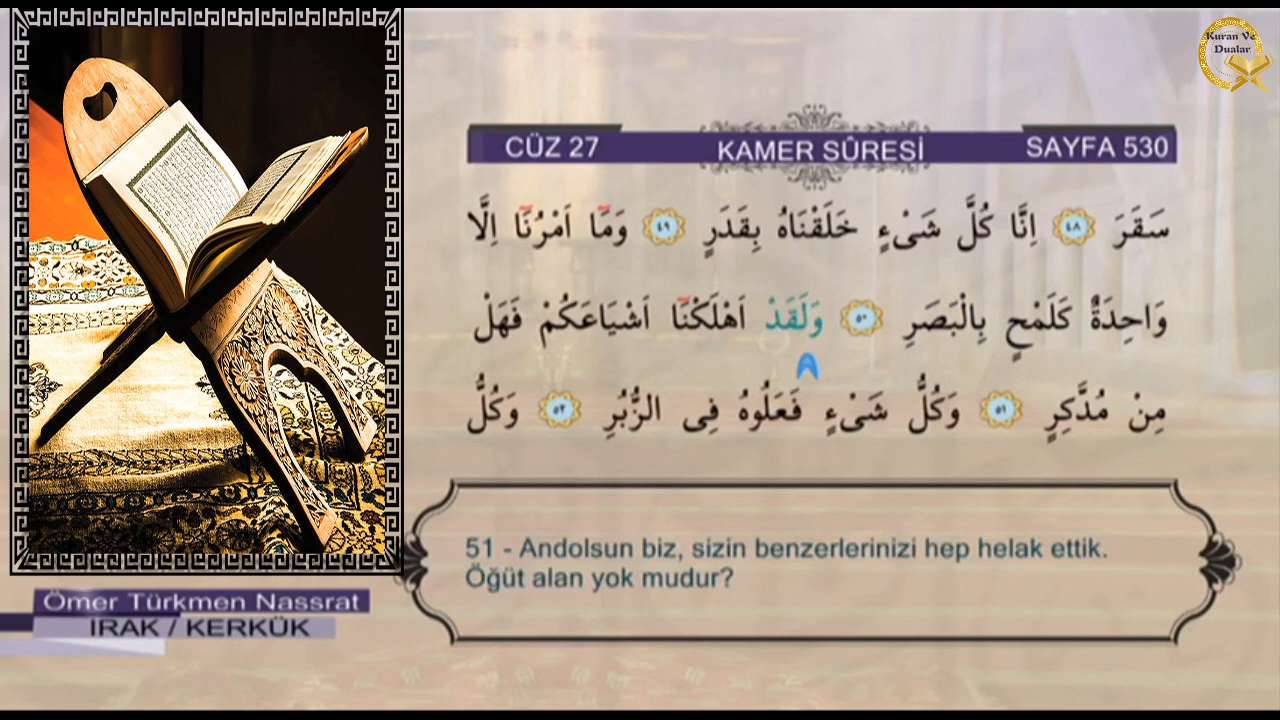 Kuran Ve
Dualar
CÜZ 27
KAMER SÛRESİ
SAYFA 530
سَقَرَ ﴿٤٨﴾ اِنَّا كُلَّ شَىْءٍ خَلَقْنَاهُ بِقَدَرٍ ﴿٤٩﴾ وَمَٓا اَمْرُنَٓا اِلَّا
وَاحِدَةٌ كَلَمْحٍ بِالْبَصَرِ ﴿٥٠﴾ وَلَقَدْ اَهْلَكْنَٓا اَشْيَاعَكُمْ فَهَلْ
مِنْ مُدَّكِرٍ ﴿٥١﴾ وَكُلُّ شَىْءٍ فَعَلُوهُ فِى الزُّبُرِ ﴿٥٢﴾ وَكُلُّ
51 - Andolsun biz, sizin benzerlerinizi hep helak ettik.
Öğüt alan yok mudur?
Ömer Türkmen Nassrat
IRAK / KERKÜK